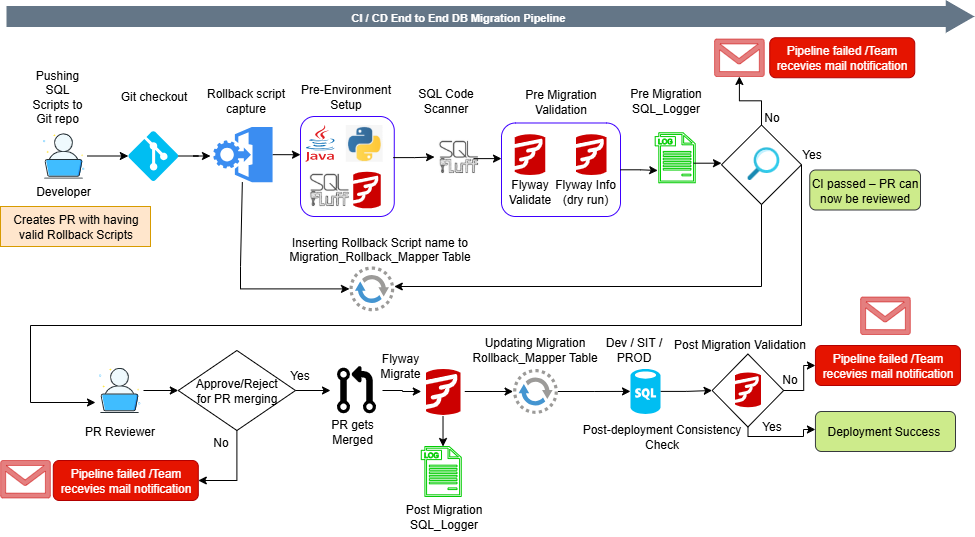 CI / CD End to End DB Migration Pipeline
Pushing
SQL
Scripts to
Git repo
Developer
Creates PR with having
valid Rollback Scripts
Git checkout
Rollback script
capture
Pre-Environment
Setup
Java
SQL
FLUFF
SQL Code
Scanner
SQL
FLUFF
Pre Migration
Validation
Flyway
Validate
Flyway Info
(dry run)
Pre Migration
SQL_Logger
LOG
Pipeline failed /Team
recevies mail notification
No
Yes
CI passed – PR can
now be reviewed
Inserting Rollback Script name to
Migration_Rollback_Mapper Table
PR Reviewer
Approve/Reject
for PR merging
Yes
No
Pipeline failed /Team
recevies mail notification
PR gets
Merged
Flyway
Migrate
LOG
Post Migration
SQL_Logger
Updating Migration
Rollback_Mapper Table
Dev / SIT /
PROD
SQL
Post-deployment Consistency
Check
Post Migration Validation
No
Pipeline failed /Team
recevies mail notification
Yes
Deployment Success